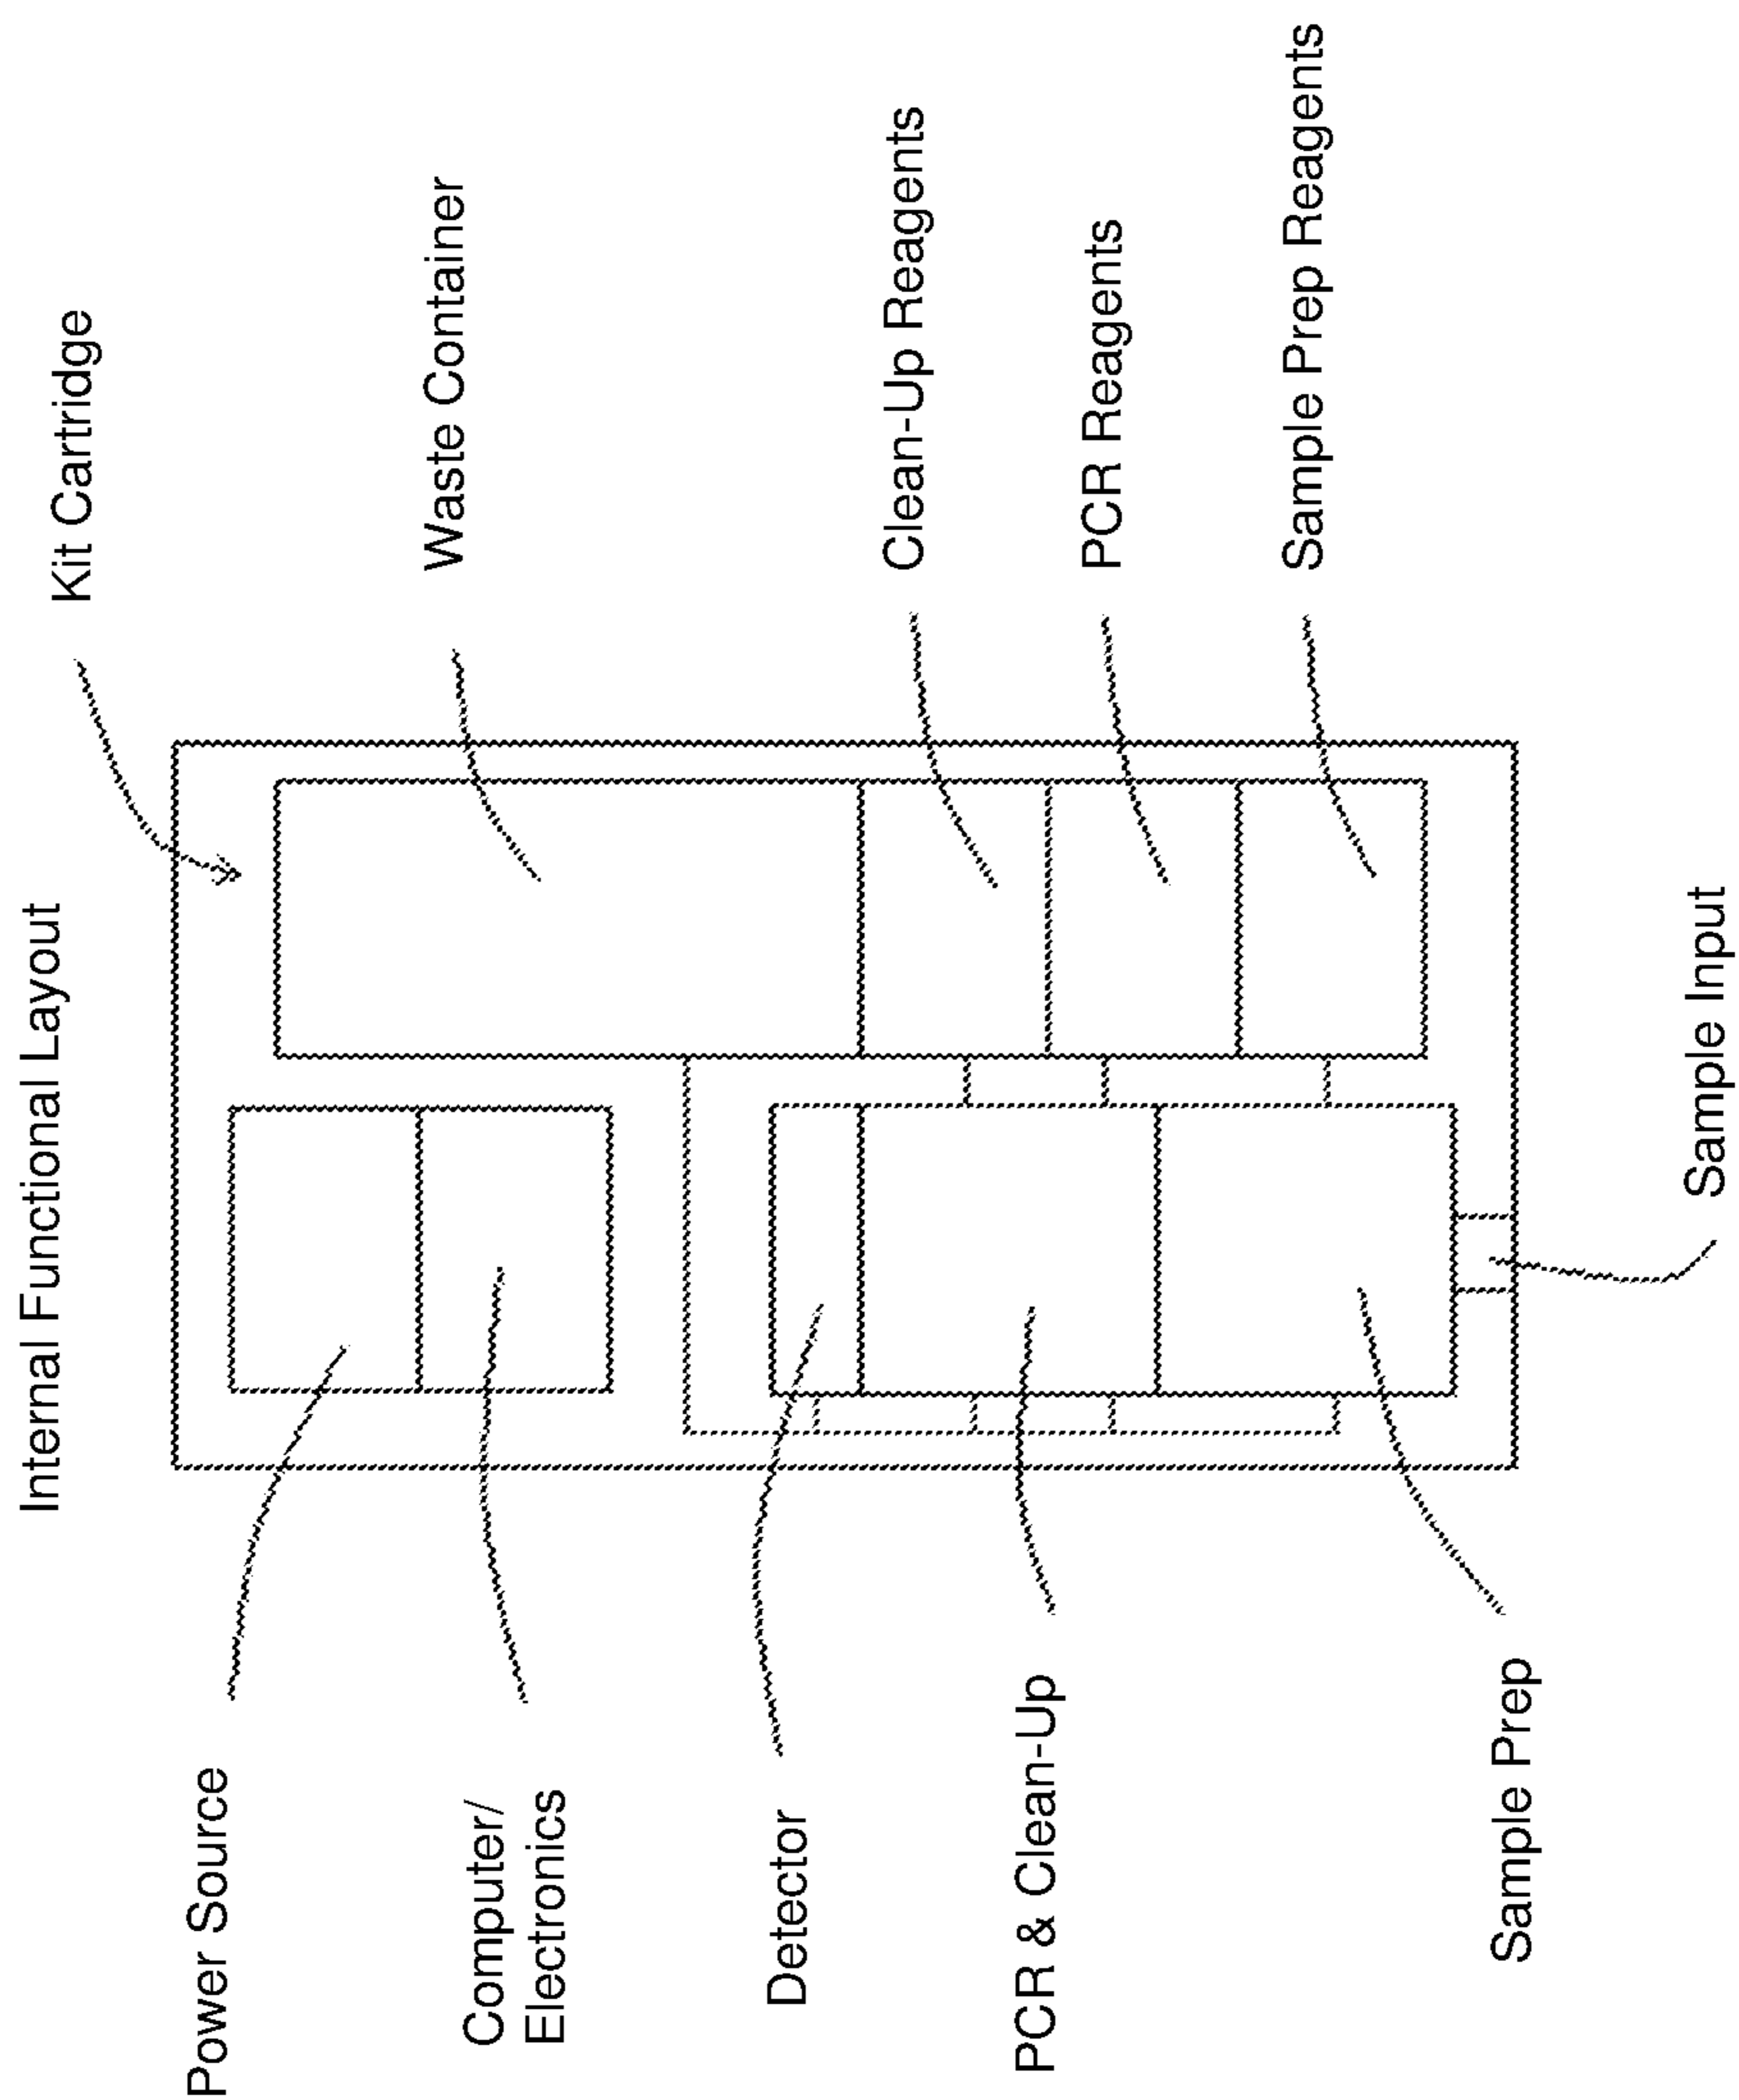 Internal Functional Layout
Kit Cartridge
Power Source
Waste Container
Computer/
Electronics
Detector
Clean-Up Reagents
PCR & Clean-Up
PCR Reagents
Sample Prep Reagents
Sample Prep
Sample Input